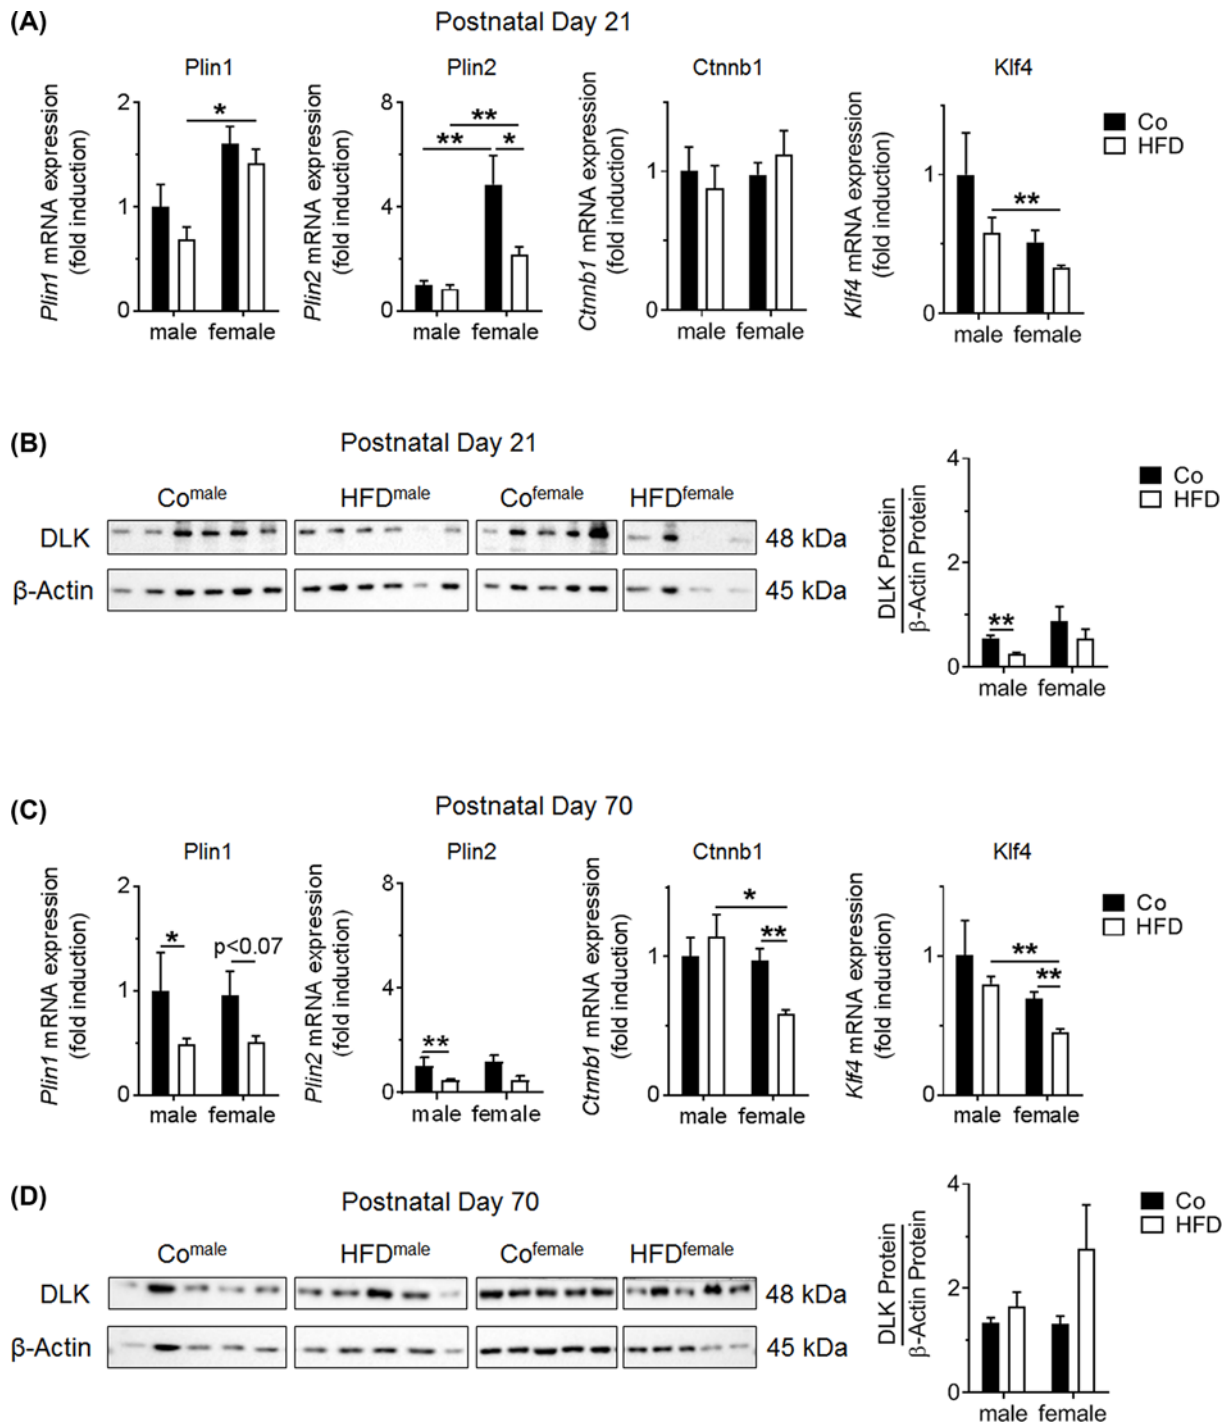 (A)
Postnatal Day 21
Plin1
Plin2
Ctnnb1
Klf4
Plin1 mRNA expression
(fold induction)
2
1
0
*
male female
Plin2 mRNA expression
(fold induction)
8
4
0
**
**
*
male female
Ctnnb1 mRNA expression
(fold induction)
1
0
male female
Klf4 mRNA expression
(fold induction)
1
0
**
male female
Co
HFD
(B)
Postnatal Day 21
Comale
HFDmale
Cofemale
HFDfemale
DLK
48 kDa
β-Actin
45 kDa
DLK Protein
β-Actin Protein
4
2
0
**
male female
Co
HFD
(C)
Postnatal Day 70
Plin1
Plin2
Ctnnb1
Klf4
Plin1 mRNA expression
(fold induction)
2
1
0
*
p<0.07
male female
Plin2 mRNA expression
(fold induction)
8
4
0
**
male female
Ctnnb1 mRNA expression
(fold induction)
1
0
*
**
male female
Klf4 mRNA expression
(fold induction)
1
0
**
**
male female
Co
HFD
(D)
Postnatal Day 70
Comale
HFDmale
Cofemale
HFDfemale
DLK
48 kDa
β-Actin
45 kDa
DLK Protein
β-Actin Protein
4
2
0
male female
Co
HFD